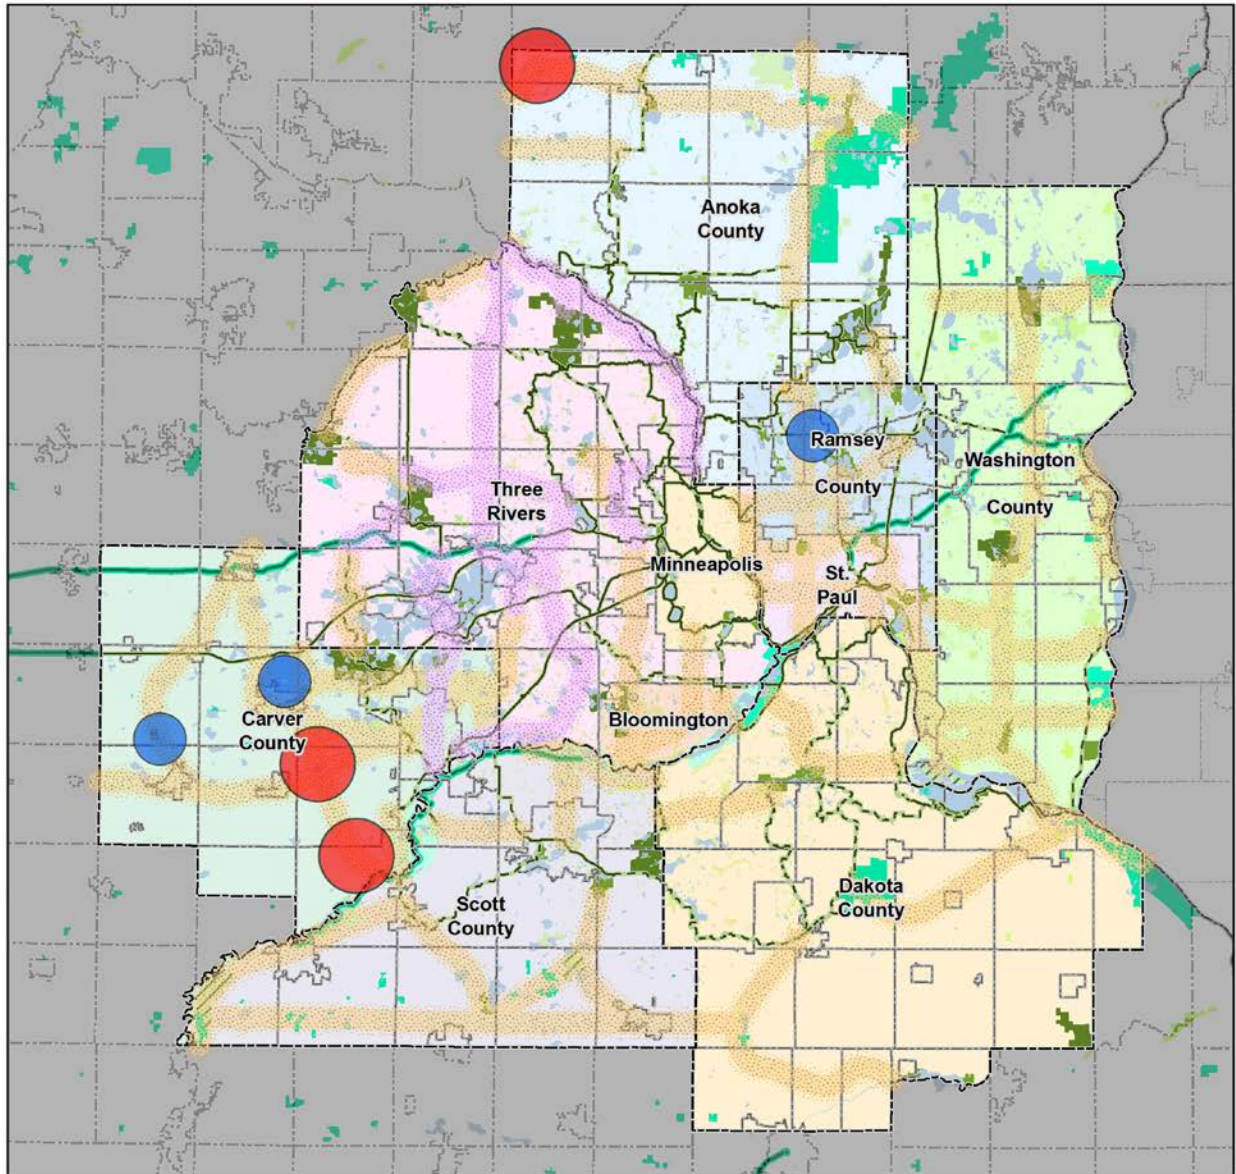 Anoka
County
Ramsey
County
Washington
County
Three
Rivers
Minneapolis
St.
Paul
Carver
County
Bloomington
Scott
County
Dakota
County